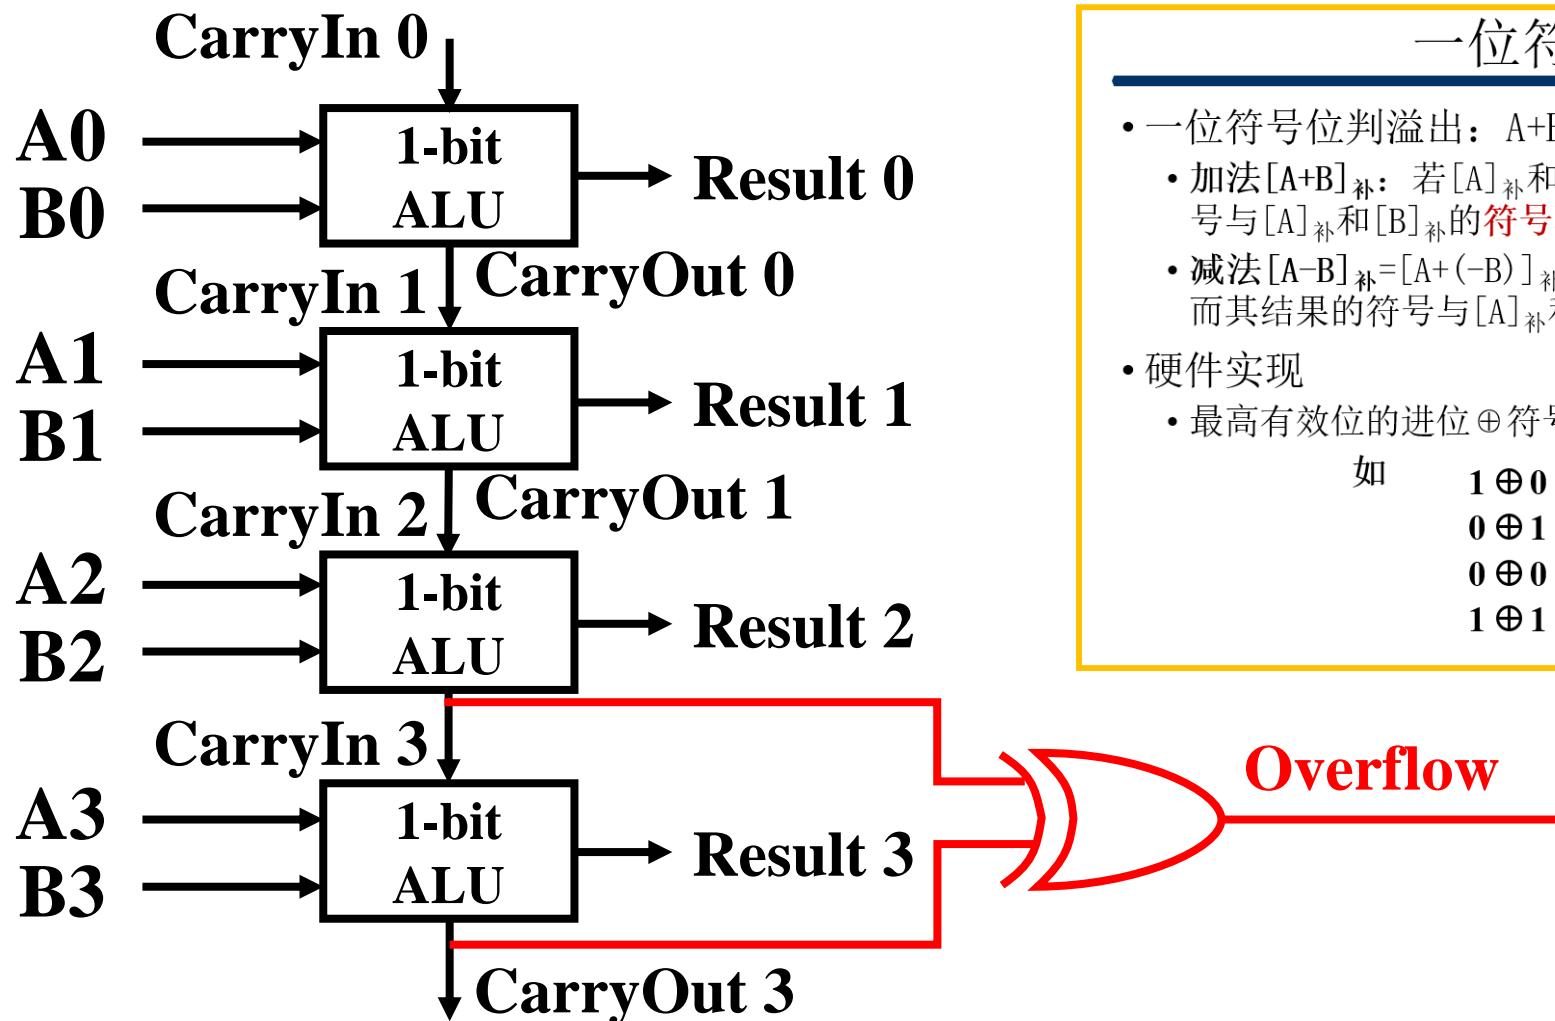 CarryIn 0
A0
B0
1-bit
ALU
Result 0
CarryIn 1
CarryOut 0
A1
B1
1-bit
ALU
Result 1
CarryIn 2
CarryOut 1
A2
B2
1-bit
ALU
Result 2
CarryIn 3
A3
B3
1-bit
ALU
Result 3
CarryOut 3
Overflow
一位符
• 一位符号位判溢出：A+B
• 加法[A+B]补：若[A]补和
号与[A]补和[B]补的符号
• 减法[A-B]补=[A+(-B)]补
而其结果的符号与[A]补和
• 硬件实现
• 最高有效位的进位⊕符号
如
1⊕0
0⊕1
0⊕0
1⊕1